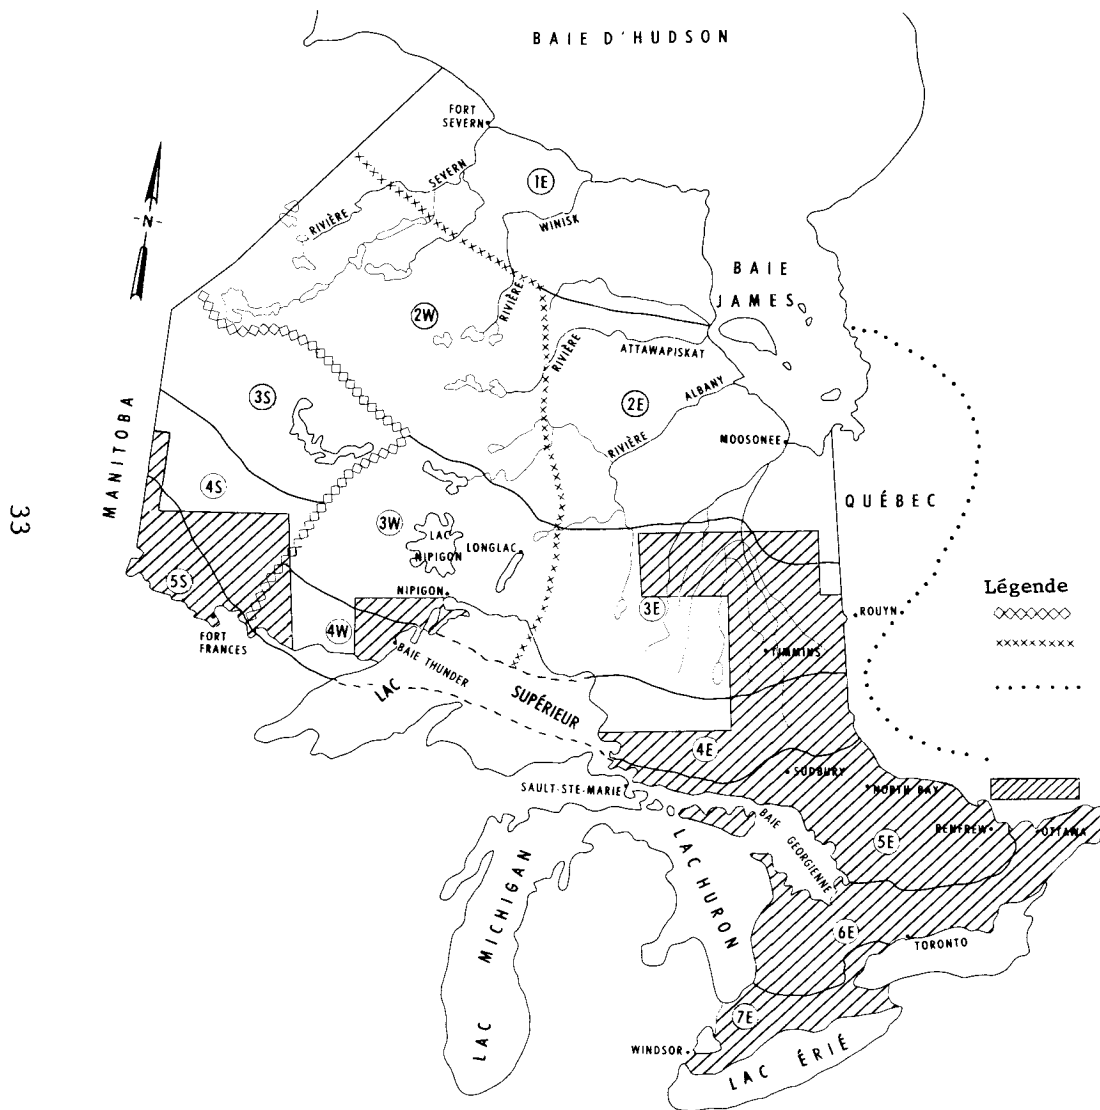 BAIE D'HUDSON
FORT
SEVERN
SEVERN
RIVIÈRE
1E
WINISK
RIVIÈRE
N
BAIE
JAMES
2W
RIVIÈRE
ATTAWAPISKAT
ALBANY
RIVIÈRE
2E
MANITOBA
3S
MOOSONEE
4S
QUÉBEC
33
3W
LAC
NIPIGON
LONGLAC
NIPIGON
5S
3E
ROUYN
Légende
FORT
FRANCES
4W
BAIE THUNDER
TIMMINS
LAC
SUPÉRIEUR
4E
SUDBURY
SAULT-STE-MARIE
NORTH BAY
BAIE
GEORGIENNE
RENFREW
OTTAWA
5E
LAC MICHIGAN
LAC HURON
6E
TORONTO
7E
WINDSOR
LAC ÉRIÉ